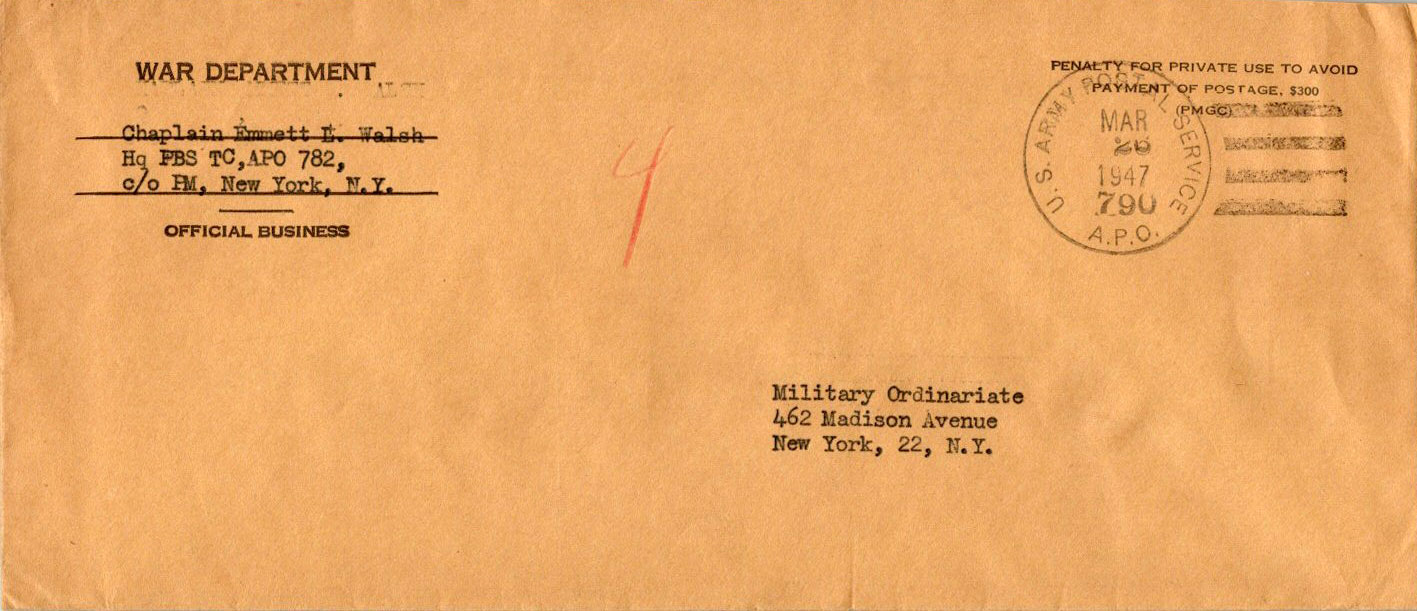 WAR DEPARTMENT
Chaplain Emmett E. Walsh
Hq PBS TC,APO 782,
c/o PM, New York, N.Y.
OFFICIAL BUSINESS
4
PENALTY FOR PRIVATE USE TO AVOID
PAYMENT OF POSTAGE, $300
(PMGC)
U.S. ARMY POSTAL SERVICE
MAR
26
1947
790
A.P.O.
Military Ordinariate
462 Madison Avenue
New York, 22, N.Y.